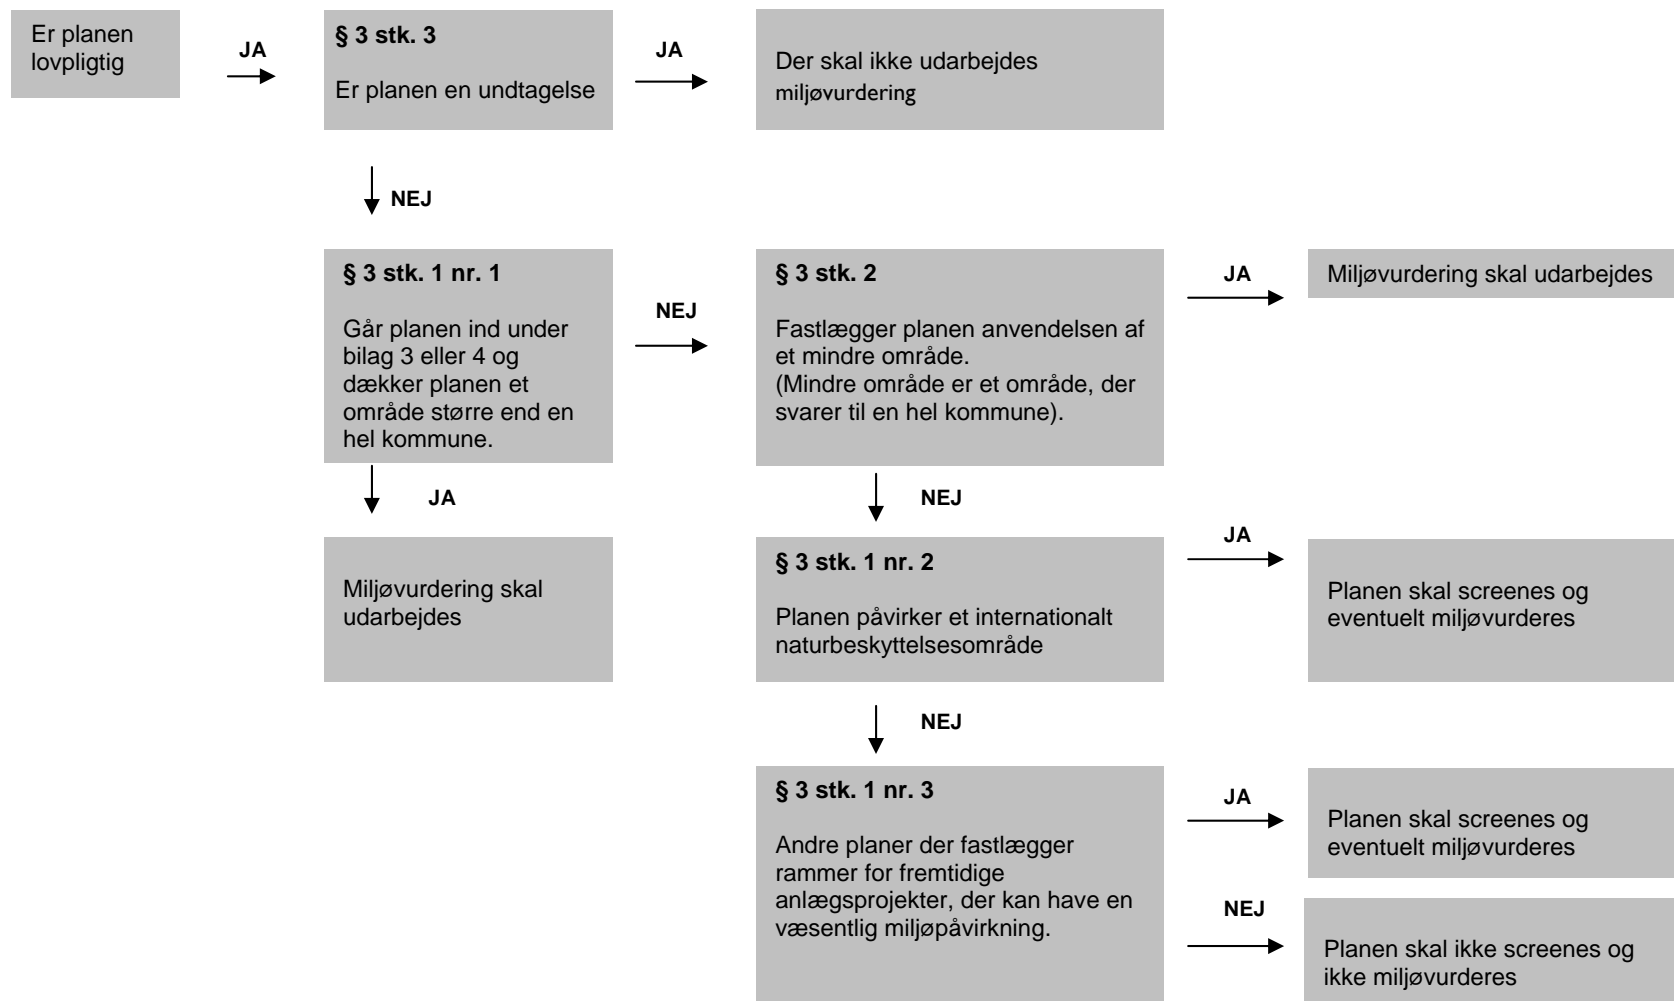 Er planen
lovpligtig
JA
§ 3 stk. 3
Er planen en undtagelse
JA
Der skal ikke udarbejdes
miljøvurdering
NEJ
§ 3 stk. 1 nr. 1
Går planen ind under
bilag 3 eller 4 og
dækker planen et
område større end en
hel kommune.
NEJ
§ 3 stk. 2
Fastlægger planen anvendelsen af
et mindre område.
(Mindre område er et område, der
svarer til en hel kommune).
JA
Miljøvurdering skal udarbejdes
JA
Miljøvurdering skal
udarbejdes
NEJ
§ 3 stk. 1 nr. 2
Planen påvirker et internationalt
naturbeskyttelsesområde
JA
Planen skal screenes og
eventuelt miljøvurderes
NEJ
§ 3 stk. 1 nr. 3
Andre planer der fastlægger
rammer for fremtidige
anlægsprojekter, der kan have en
væsentlig miljøpåvirkning.
JA
Planen skal screenes og
eventuelt miljøvurderes
NEJ
Planen skal ikke screenes og
ikke miljøvurderes